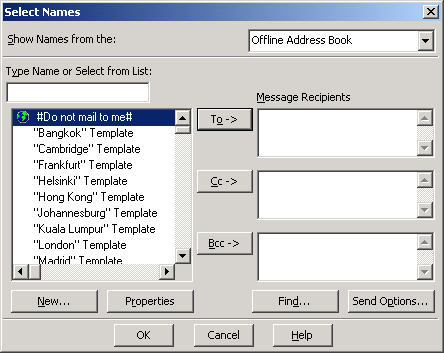 Select Names
Show Names from the:
Offline Address Book
Type Name or Select from List:
Message Recipients
#Do not mail to me#
"Bangkok" Template
"Cambridge" Template
"Frankfurt" Template
"Helsinki" Template
"Hong Kong" Template
"Johannesburg" Template
"Kuala Lumpur" Template
"London" Template
"Madrid" Template
To ->
Cc ->
Bcc ->
New...
Properties
Find...
Send Options...
OK
Cancel
Help